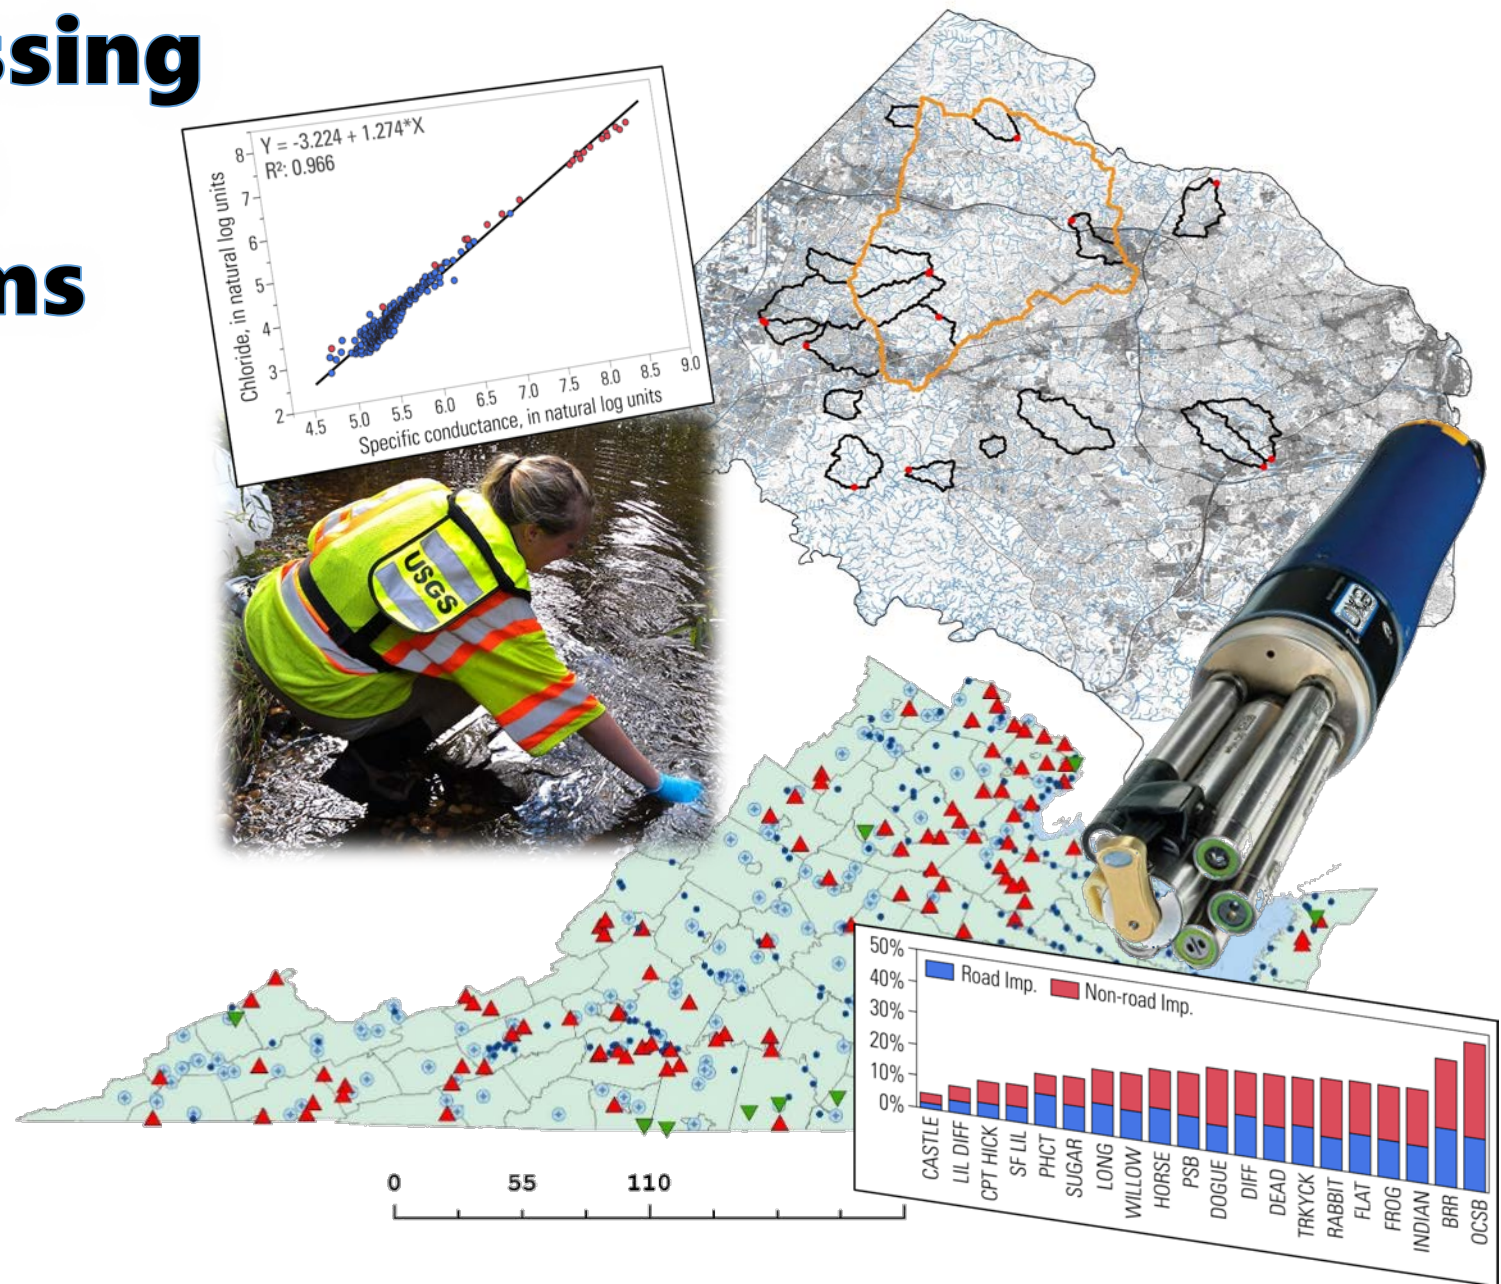 ssing
ns
Y = -3.224 + 1.274*X
R²: 0.966
Chloride, in natural log units
8
7
6
5
4
3
2
4.5 5.0 5.5 6.0 6.5 7.0 7.5 8.0 8.5 9.0
Specific conductance, in natural log units
USGS
0 55 110
50%
40%
30%
20%
10%
0%
Road Imp. Non-road Imp.
CASTLE
LIL DIFF
CPT HICK
SF LIL
PHCT
SUGAR
LONG
WILLOW
HORSE
PSB
DOGUE
DIFF
DEAD
TRKYCK
RABBIT
FLAT
FROG
INDIAN
BRR
OCSB